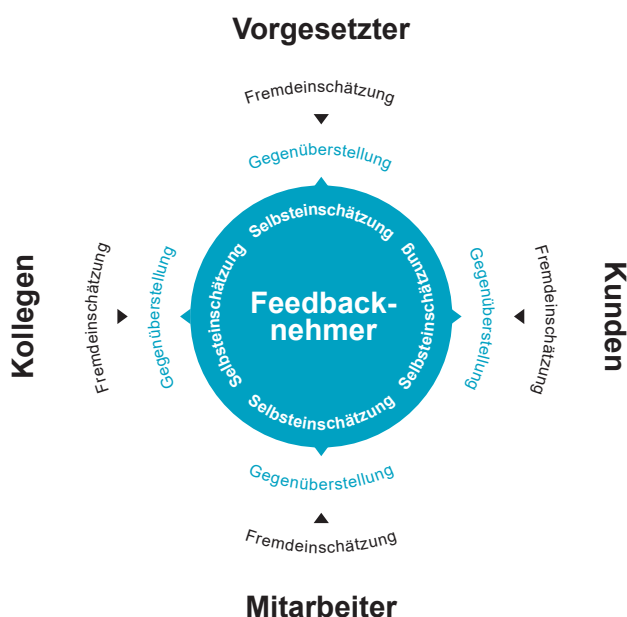 Vorgesetzter
Fremdeinschätzung
Gegenüberstellung
Selbsteinschätzung
Kollegen
Fremdeinschätzung
Gegenüberstellung
Selbsteinschätzung
Feedback-
nehmer
Selbsteinschätzung
Gegenüberstellung
Fremdeinschätzung
Kunden
Selbsteinschätzung
Gegenüberstellung
Fremdeinschätzung
Mitarbeiter